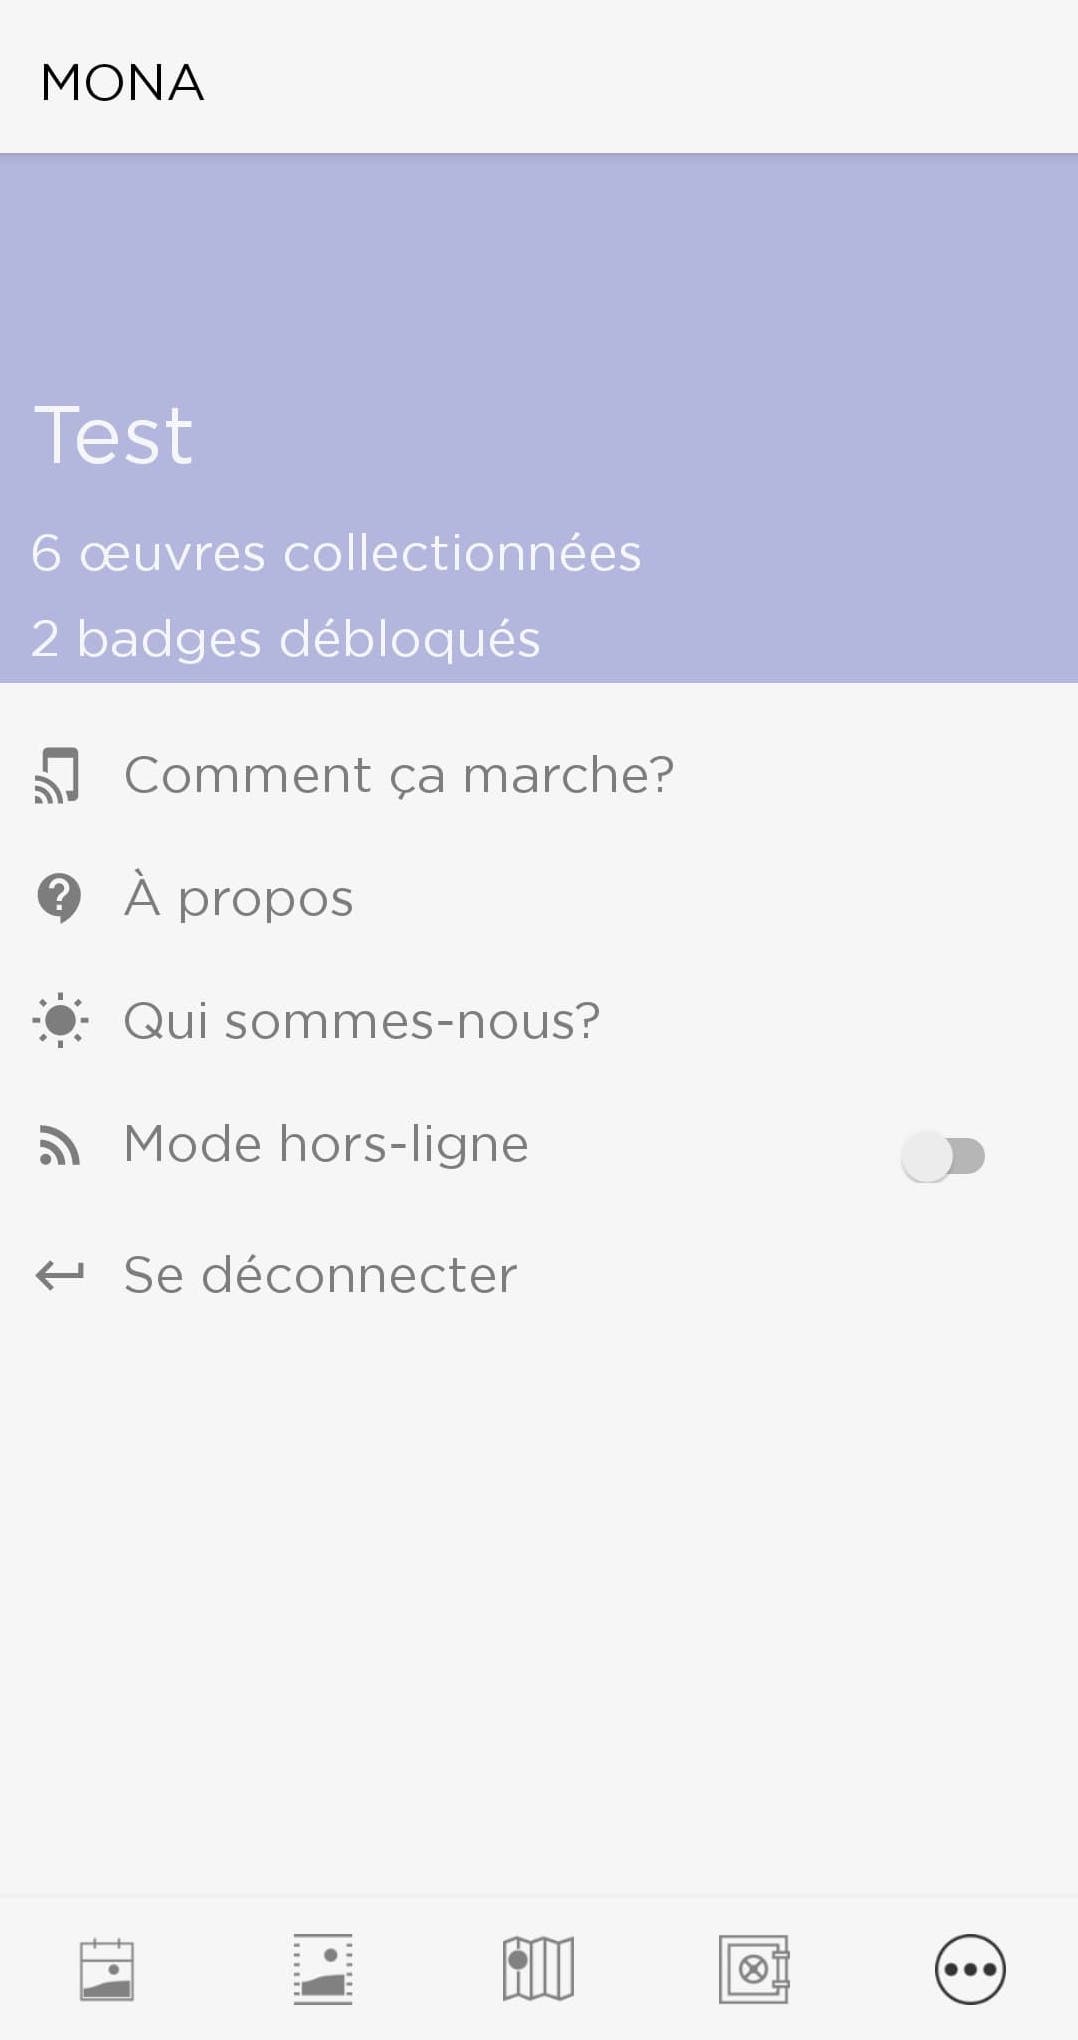 MONA
Test
6 œuvres collectionnées
2 badges débloqués
Comment ça marche?
À propos
Qui sommes-nous?
Mode hors-ligne
Se déconnecter